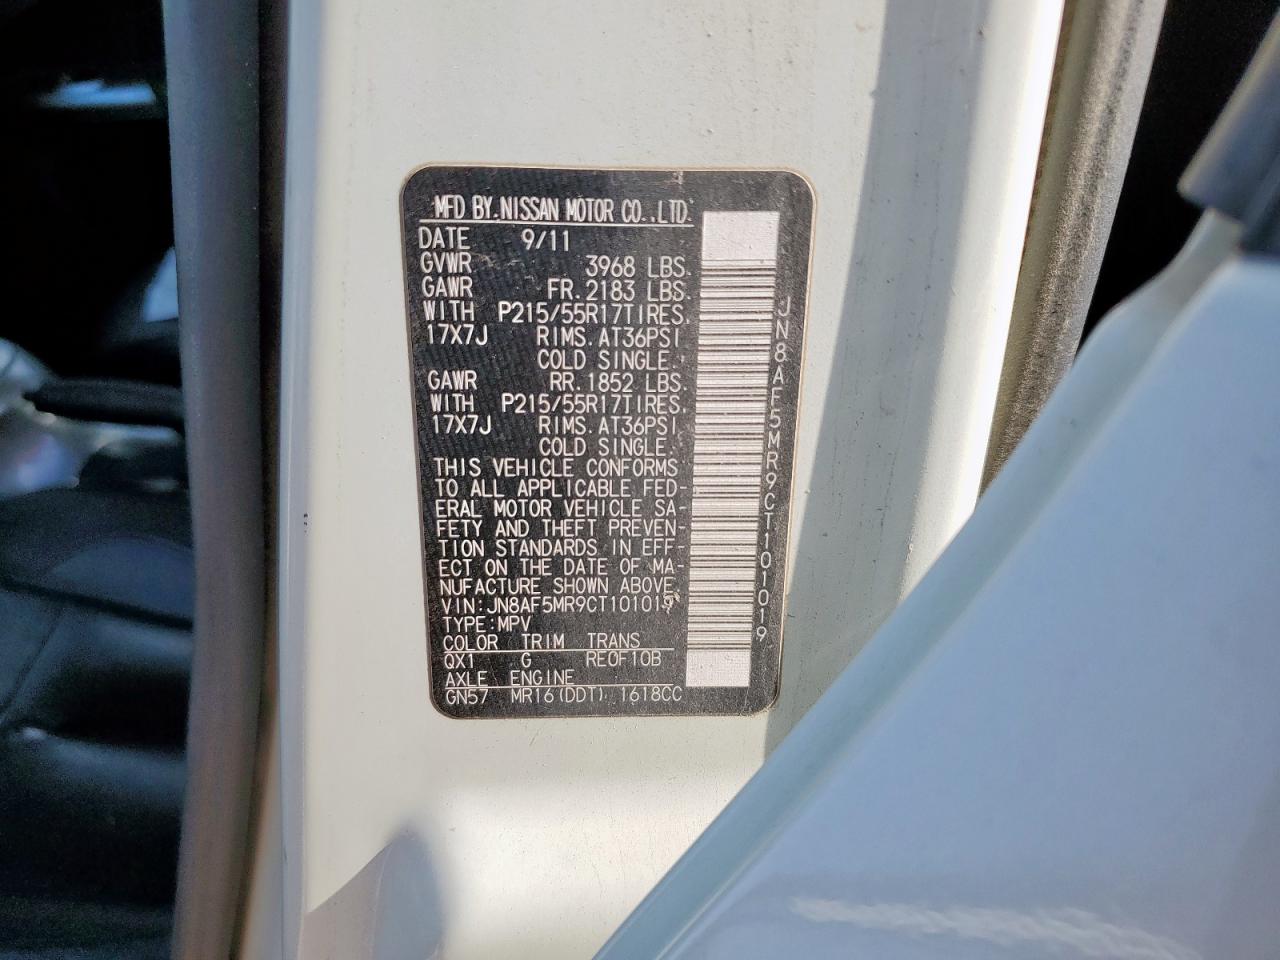 MFD BY.NISSAN MOTOR CO.,LTD.
DATE 9/11
GVWR 3968 LBS.
GAWR FR.2183 LBS.
WITH P215/55R17TIRES.
17X7J RIMS.AT36PSI
COLD SINGLE.
GAWR RR.1852 LBS.
WITH P215/55R17TIRES.
17X7J RIMS.AT36PSI.
COLD SINGLE.
THIS VEHICLE CONFORMS
TO ALL APPLICABLE FED-
ERAL MOTOR VEHICLE SA-
FETY AND THEFT PREVEN-
TION STANDARDS IN EFF-
ECT ON THE DATE OF MA-
NUFACTURE SHOWN ABOVE.
VIN:JN8AF5MR9CT101019
TYPE:MPV
COLOR TRIM TRANS
QX1 G RE0F10B
AXLE ENGINE
GN57 MR16(DDT) 1618CC
JN8AF5MR9CT101019